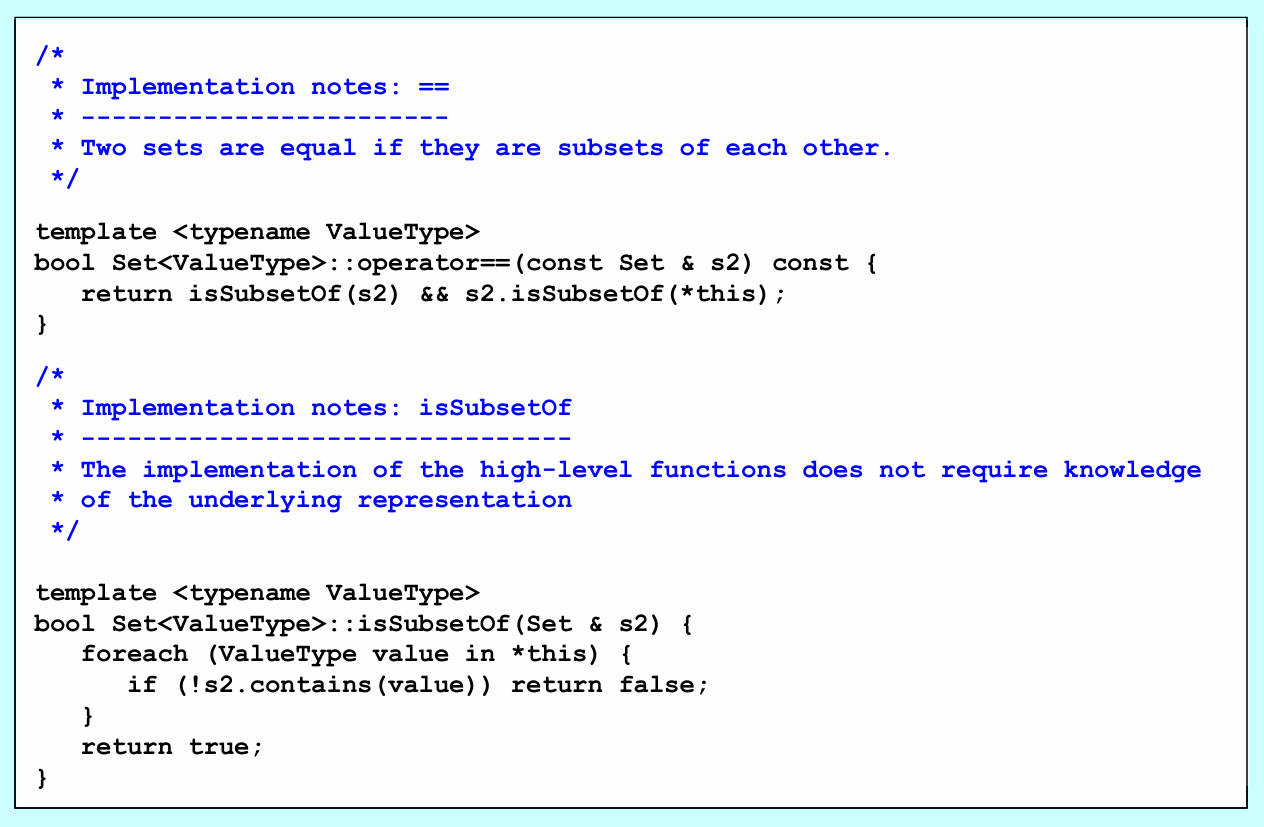 /*
 * Implementation notes: ==
 * ------------------------
 * Two sets are equal if they are subsets of each other.
 */
template <typename ValueType>
bool Set<ValueType>::operator==(const Set & s2) const {
   return isSubsetOf(s2) && s2.isSubsetOf(*this);
}
/*
 * Implementation notes: isSubsetOf
 * --------------------------------
 * The implementation of the high-level functions does not require knowledge
 * of the underlying representation
 */
template <typename ValueType>
bool Set<ValueType>::isSubsetOf(Set & s2) {
   foreach (ValueType value in *this) {
      if (!s2.contains(value)) return false;
   }
   return true;
}